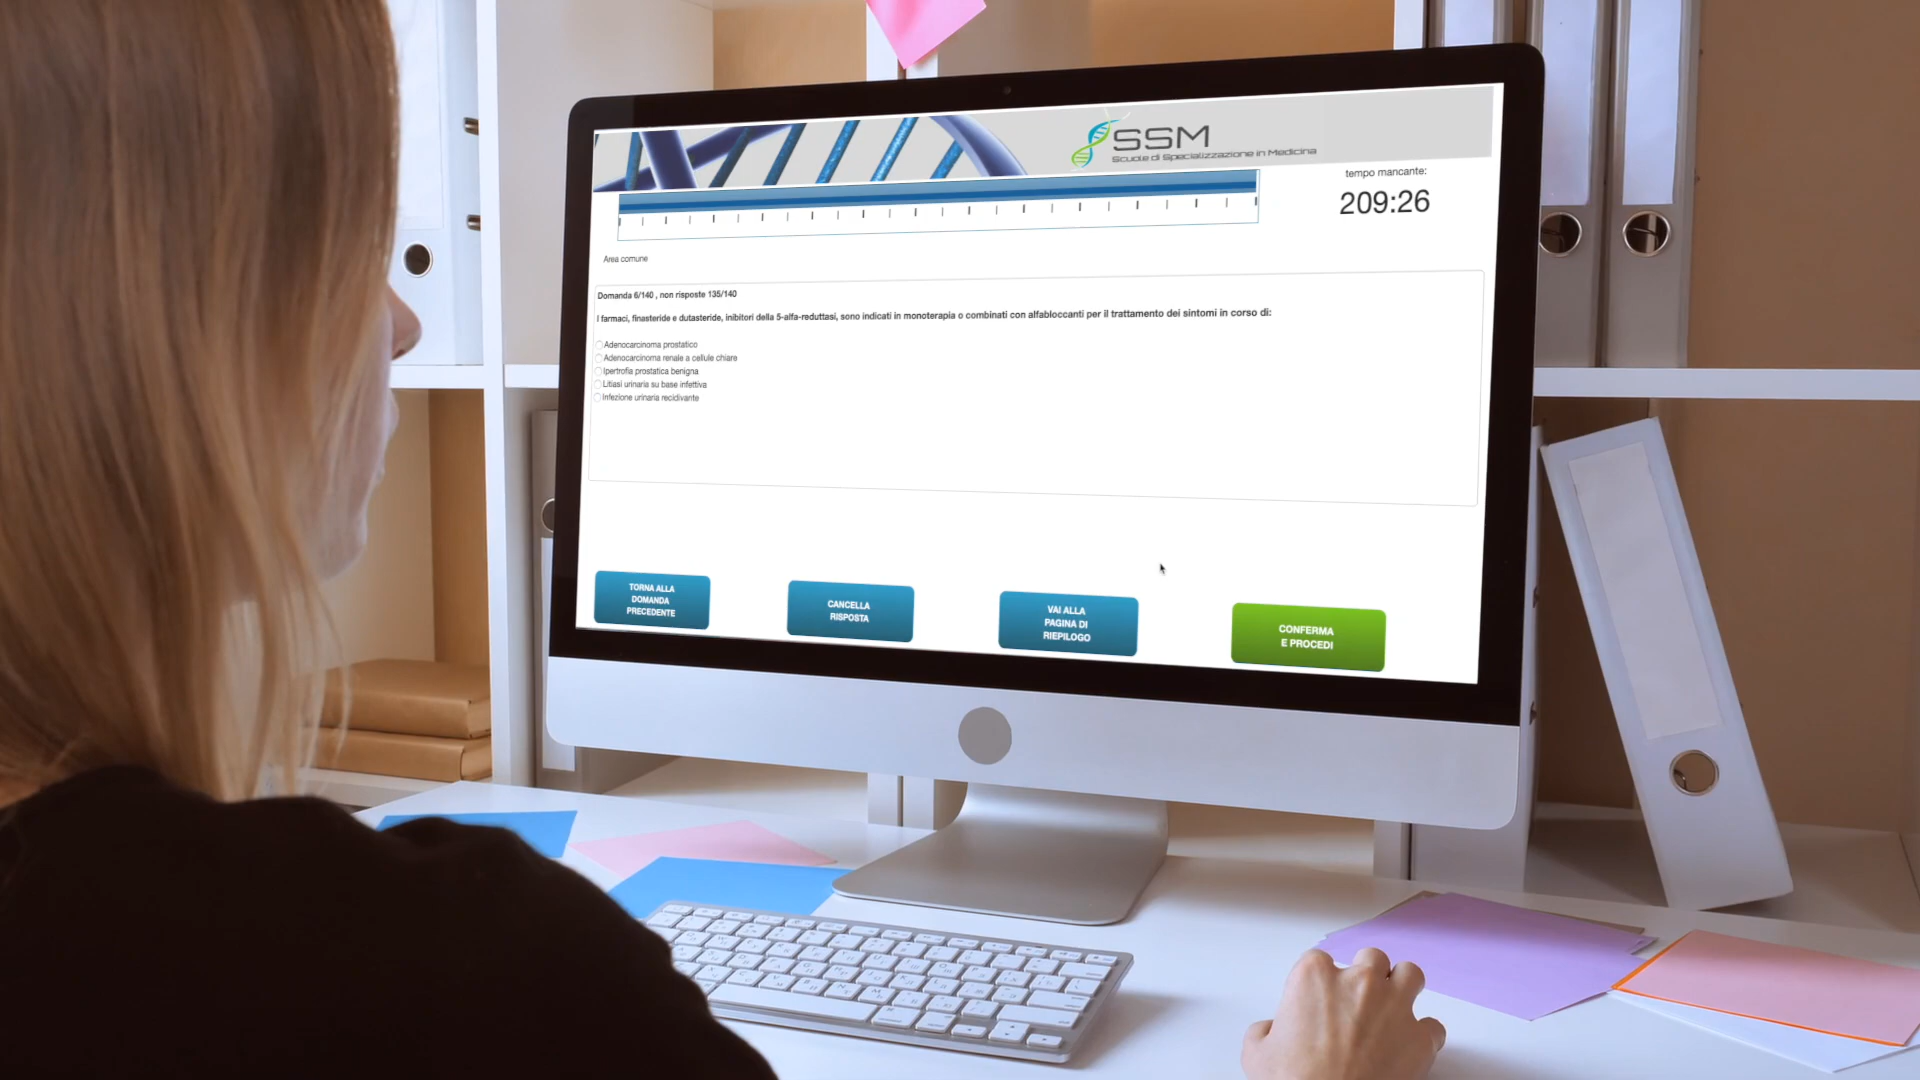 SSM
Scuole di Specializzazione in Medicina
tempo mancante:
209:26
Area comune
Domanda 6/140 , non risposte 135/140
I farmaci, finasteride e dutasteride, inibitori della 5-alfa-reduttasi, sono indicati in monoterapia o combinati con alfabloccanti per il trattamento dei sintomi in corso di:
Adenocarcinoma prostatico
Adenocarcinoma renale a cellule chiare
Ipertrofia prostatica benigna
Litiasi urinaria su base infettiva
Infezione urinaria recidivante
TORNA ALLA
DOMANDA
PRECEDENTE
CANCELLA
RISPOSTA
VAI ALLA
PAGINA DI
RIEPILOGO
CONFERMA
E PROCEDI